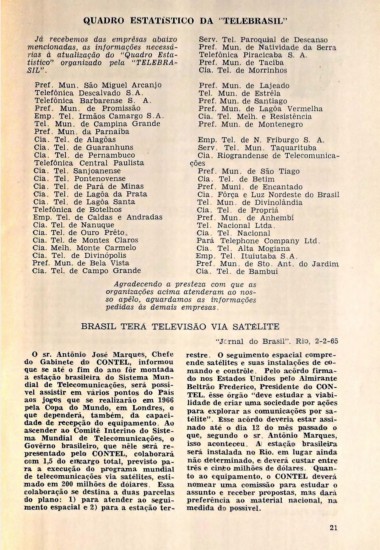 QUADRO ESTATÍSTICO DA "TELEBRASIL"
Já recebemos das emprêsas abaixo
mencionadas, as informações necessá-
rias à atualização do "Quadro Esta-
tístico" organizado pela "TELEBRA-
SIL".
Pref. Mun. São Miguel Arcanjo
Telefônica Descalvado S. A.
Telefônica Barbarense S. A.
Pref. Mun. de Promissão
Emp. Tel. Irmãos Camargo S. A.
Tel. Mun. de Campina Grande
Pref. Mun. da Parnaíba
Cia. Tel. de Alagôas
Cia. Tel. de Guaranhuns
Cia. Tel. de Pernambuco
Telefônica Central Paulista
Cia. Tel. Sanjoanense
Cia. Tel. Pontenovense
Cia. Tel. de Pará de Minas
Cia. Tel. de Lagôa da Prata
Cia. Tel. de Lagôa Santa
Telefônica de Botelhos
Emp. Tel. de Caldas e Andradas
Cia. Tel. de Nanuque
Cia. Tel. de Ouro Prêto,
Cia. Tel. de Montes Claros
Cia. Melh. Monte Carmelo
Cia. Tel. de Divinópolis
Pref. Mun. de Bela Vista
Cia. Tel. de Campo Grande
Serv. Tel. Paroquial de Descanso
Pref. Mun. de Natividade da Serra
Telefônica Piracicaba S. A.
Pref. Mun. de Taciba
Cia. Tel. de Morrinhos
Pref. Mun. de Lajeado
Tel. Mun. de Estrêla
Pref. Mun. de Santiago
Pref. Mun. de Lagôa Vermelha
Cia. Tel. Melh. e Resistência
Pref. Mun. de Montenegro
Emp. Tel. de N. Friburgo S. A.
Serv. Tel. Mun. Taquarituba
Cia. Riograndense de Telecomunica-
ções
Pref. Mun. de São Tiago
Cia. Tel. de Betim
Pref. Munl. de Encantado
Cia. Fôrça e Luz Nordeste do Brasil
Tel. Mun. de Divinolândia
Cia. Tel. de Propriá
Pref. Mun. de Anhembi
Tel. Nacional Ltda.
Cia. Tel. Nacional
Pará Telephone Company Ltd.
Cia. Tel. Alta Mogiana
Emp. Tel. Ituiutaba S. A.
Pref. Mun. de Sto. Ant. do Jardim
Cia. Tel. de Bambuí
Agradecendo a presteza com que as
organizações acima atenderam ao nos-
so apêlo, aguardamos as informações
pedidas às demais emprêsas.
BRASIL TERA TELEVISÃO VIA SATÉLITE
"Jornal do Brasil". Rio, 2-2-65
O sr. Antônio José Marques, Chefe
do Gabinete do CONTEL, informou
que se até o fim do ano fôr montada
a estação brasileira do Sistema Mun-
dial de Telecomunicações, será possí-
vel assistir em vários pontos do País
aos jogos que se realizarão em 1966
pela Copa do Mundo, em Londres, o
que dependerá, também, da capaci-
dade de recepção do equipamento. Ao
ascender ao Comitê Interino do Siste-
ma Mundial de Telecomunicações, o
Govêrno brasileiro, que nêle será re-
presentado pelo CONTEL, colaborará
com 1,5 do encargo total, previsto pa-
ra a execução do programa mundial
de telecomunicações via satélites, esti-
mado em 200 milhões de dólares. Essa
colaboração se destina a duas parcelas
do plano: 1) para atender ao segui-
mento espacial e 2) para a estação ter-
restre. O seguimento espacial compre-
ende satélites e suas instalações de co-
mando e contrôle. Pelo acôrdo firma-
do nos Estados Unidos pelo Almirante
Beltrão Frederico, Presidente do CON-
TEL, êsse órgão "deve estudar a viabi-
lidade de criar uma sociedade por ações
para explorar as comunicações por sa-
télite". Esse acôrdo deveria estar assi-
nado até o dia 12 do mês passado o
que, segundo o sr. Antônio Marques,
isso aconteceu. A estação brasileira
será instalada no Rio, em lugar ainda
não determinado, e deverá custar entre
três e cinco milhões de dólares. Quan-
to ao equipamento, o CONTEL deverá
nomear uma comissão para estudar o
assunto e receber propostas, mas dará
preferência ao material nacional, na
medida do possível.
21